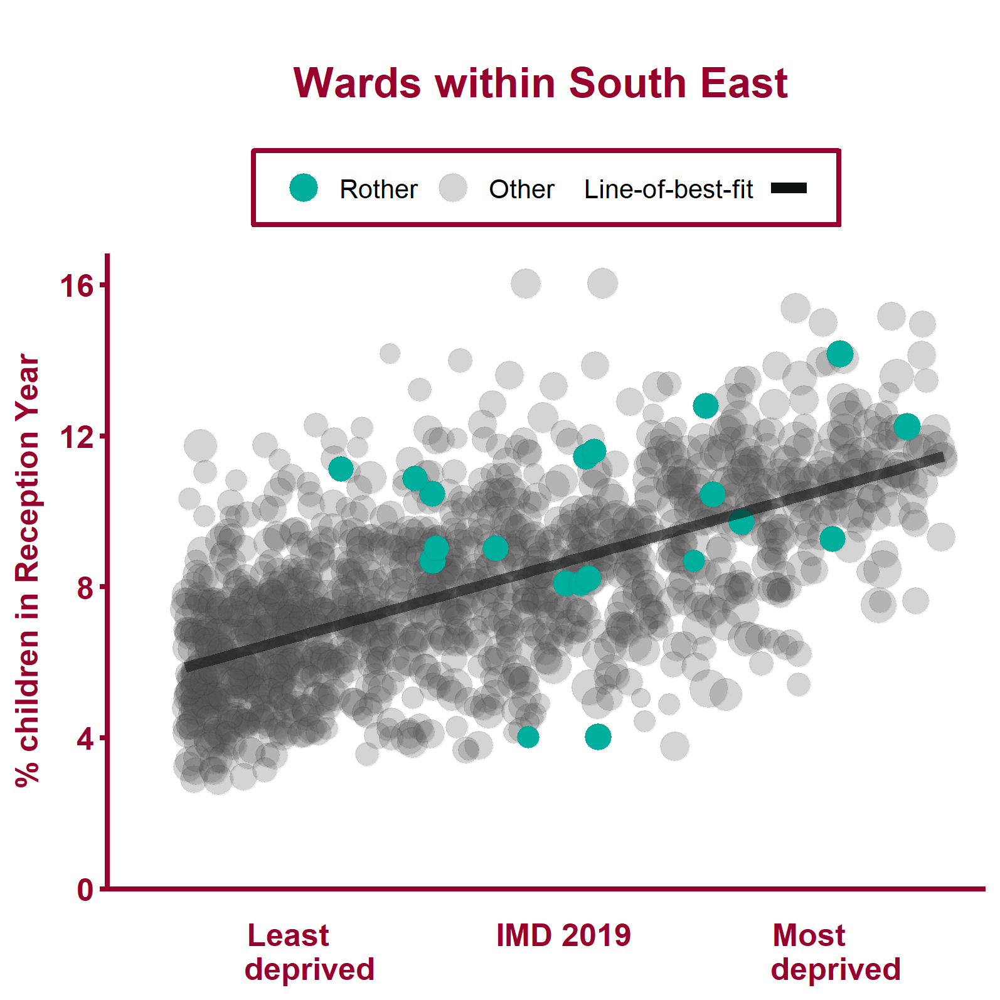 Wards within South East
Rother
Other
Line-of-best-fit
% children in Reception Year
16
12
8
4
0
Least
deprived
IMD 2019
Most
deprived